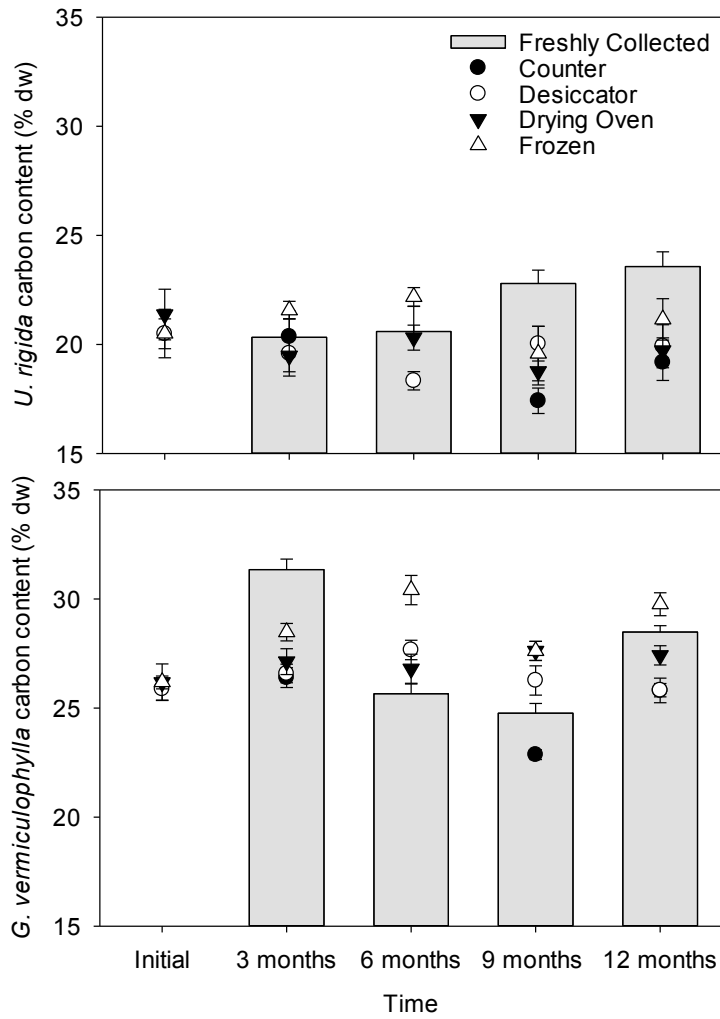 35
30
25
20
15
U. rigida carbon content (% dw)
Freshly Collected
Counter
Desiccator
Drying Oven
Frozen
35
30
25
20
15
G. vermiculophylla carbon content (% dw)
Initial 3 months 6 months 9 months 12 months
Time